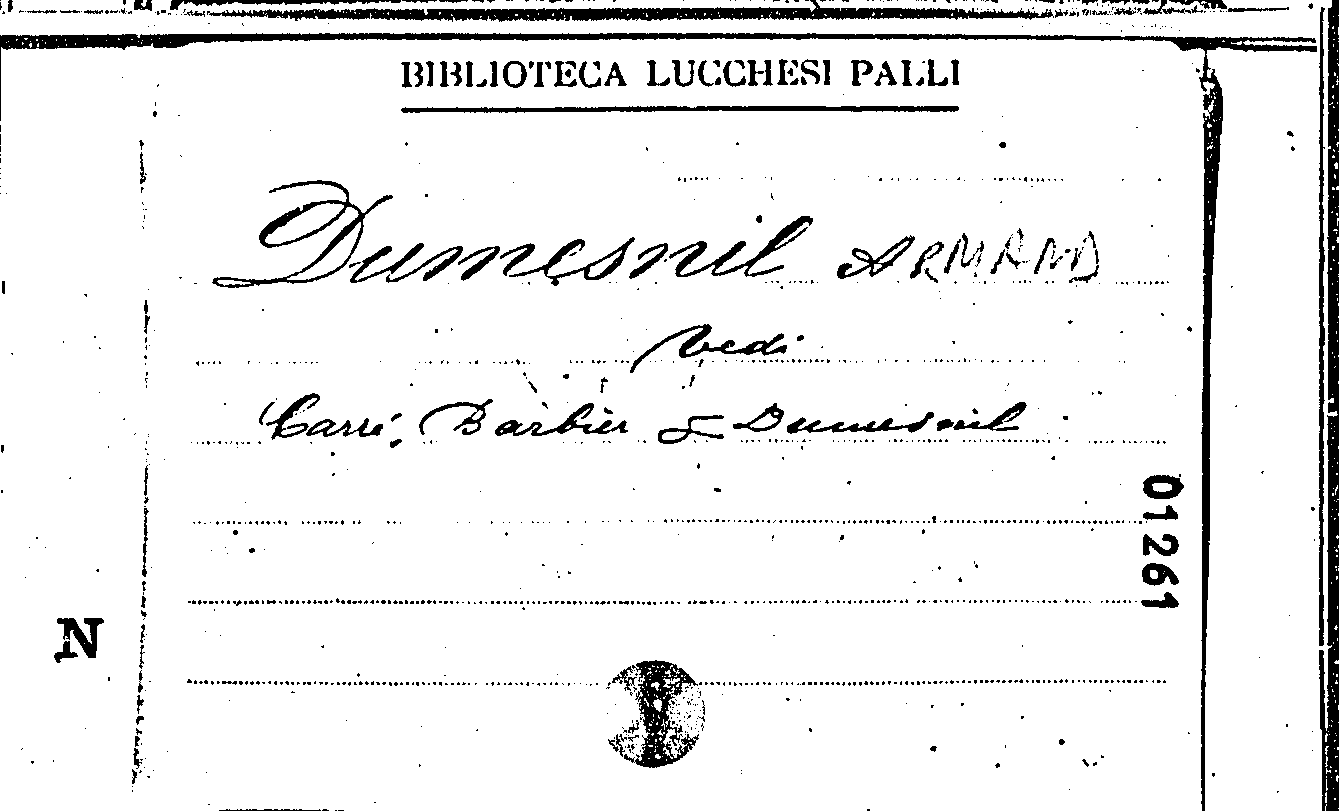 BIBLIOTECA LUCCHESI PALLI
Dumesnil ARMAND
Vedi
Carré, Barbier & Dumesnil
01261
N